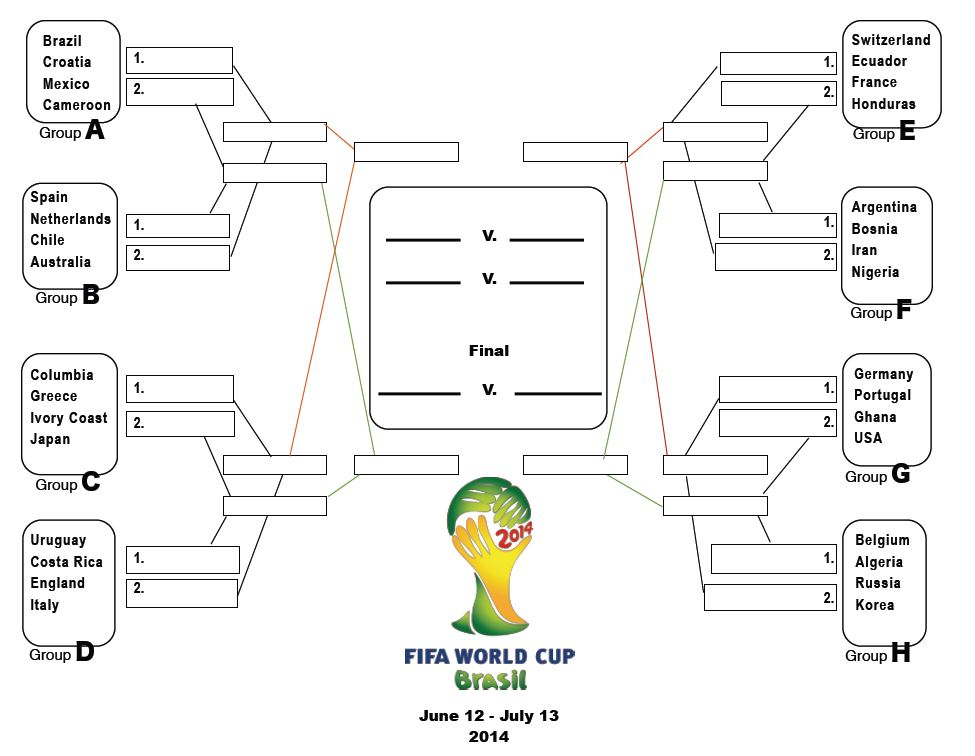 Brazil
Croatia
Mexico
Cameroon
Group A
1.
2.
Spain
Netherlands
Chile
Australia
Group B
1.
2.
Columbia
Greece
Ivory Coast
Japan
Group C
1.
2.
Uruguay
Costa Rica
England
Italy
Group D
1.
2.
V.
V.
Final
V.
2014
FIFA WORLD CUP
Brasil
June 12 - July 13
2014
Switzerland
Ecuador
France
Honduras
Group E
1.
2.
Argentina
Bosnia
Iran
Nigeria
Group F
1.
2.
Germany
Portugal
Ghana
USA
Group G
1.
2.
Belgium
Algeria
Russia
Korea
Group H
1.
2.